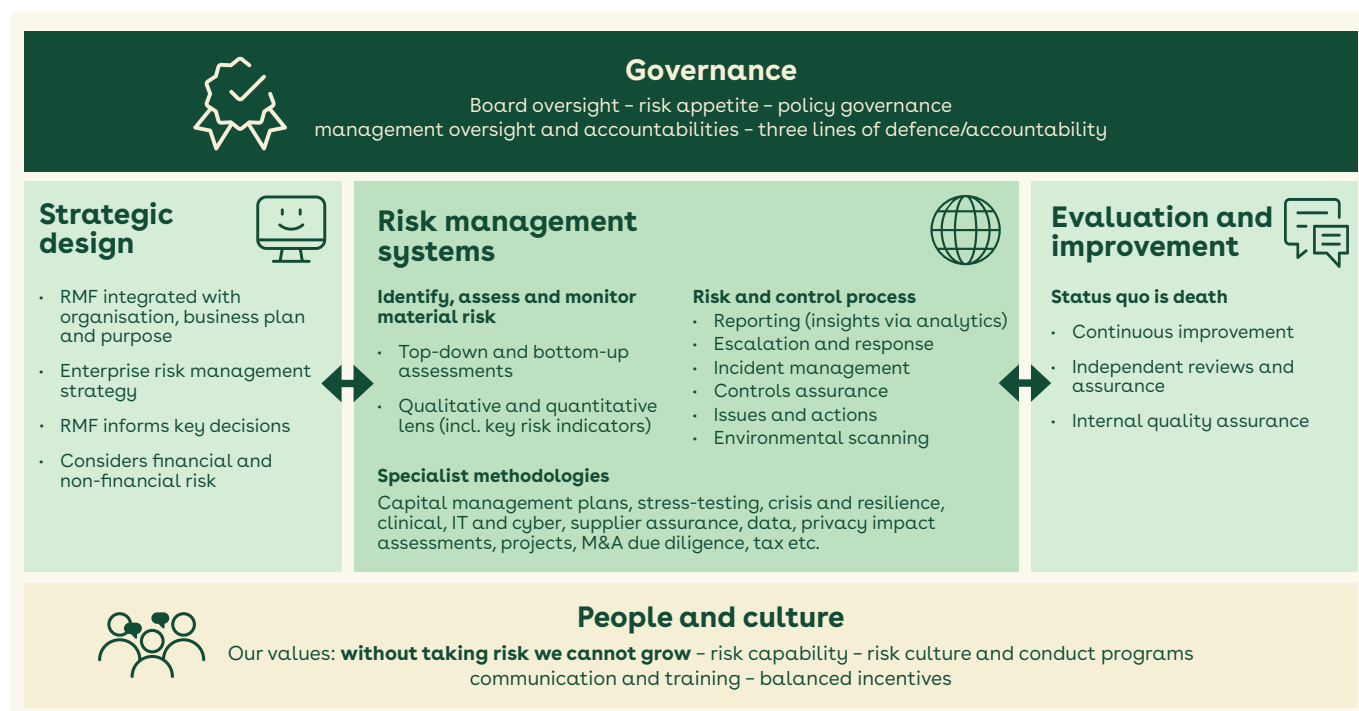 Governance
Board oversight – risk appetite – policy governance
management oversight and accountabilities – three lines of defence/accountability
Strategic
design
• RMF integrated with
organisation, business plan
and purpose
• Enterprise risk management
strategy
• RMF informs key decisions
• Considers financial and
non-financial risk
Risk management
systems
Identify, assess and monitor
material risk
• Top-down and bottom-up
assessments
• Qualitative and quantitative
lens (incl. key risk indicators)
Risk and control process
• Reporting (insights via analytics)
• Escalation and response
• Incident management
• Controls assurance
• Issues and actions
• Environmental scanning
Specialist methodologies
Capital management plans, stress-testing, crisis and resilience,
clinical, IT and cyber, supplier assurance, data, privacy impact
assessments, projects, M&A due diligence, tax etc.
Evaluation and
improvement
Status quo is death
• Continuous improvement
• Independent reviews and
assurance
• Internal quality assurance
People and culture
Our values: without taking risk we cannot grow – risk capability – risk culture and conduct programs
communication and training – balanced incentives